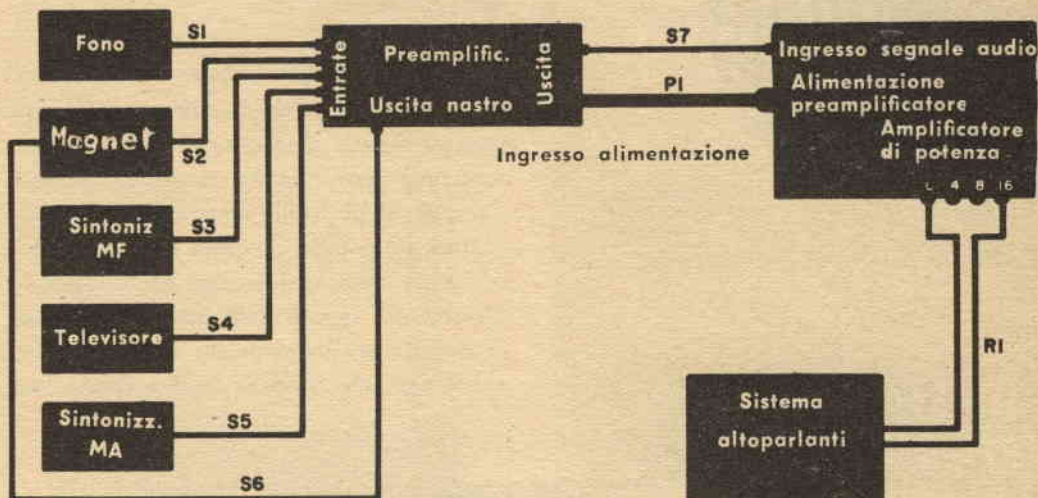 Fono
S1
Entrate
Preamplific.
Uscita nastro
Uscita
S7
P1
Ingresso segnale audio
Alimentazione
preamplificatore
Amplificatore
di potenza
4 8 16
Ingresso alimentazione
Magnet
S2
Sintoniz
MF
S3
Televisore
S4
Sintonizz.
MA
S5
S6
R1
Sistema
altoparlanti